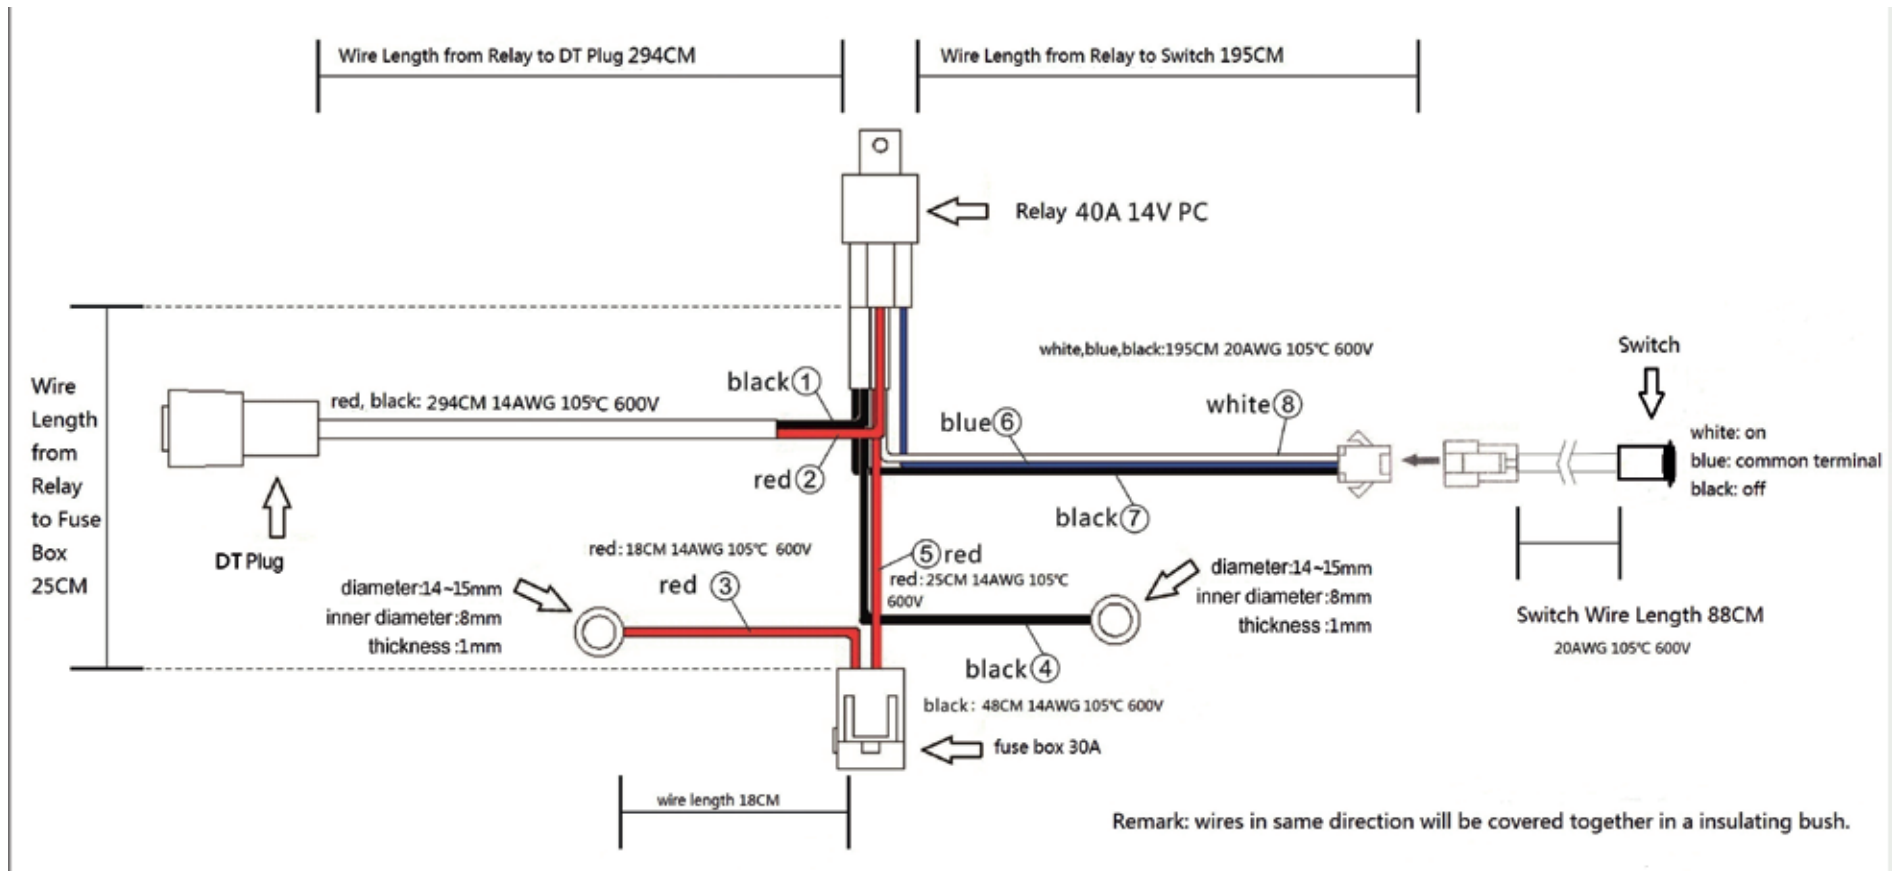 Wire Length from Relay to DT Plug 294CM
Wire Length from Relay to Switch 195CM
Relay 40A 14V PC
white,blue,black:195CM 20AWG 105℃ 600V
Switch
Wire
Length
from
Relay
to Fuse
Box
25CM
red, black: 294CM 14AWG 105℃ 600V
black①
red②
blue⑥
white⑧
black⑦
white: on
blue: common terminal
black: off
DT Plug
red:18CM 14AWG 105℃ 600V
red ③
⑤red
red:25CM 14AWG 105℃
600V
diameter:14~15mm
inner diameter:8mm
thickness :1mm
diameter:14~15mm
inner diameter:8mm
thickness :1mm
Switch Wire Length 88CM
20AWG 105℃ 600V
black④
black: 48CM 14AWG 105℃ 600V
fuse box 30A
wire length 18CM
Remark: wires in same direction will be covered together in a insulating bush.